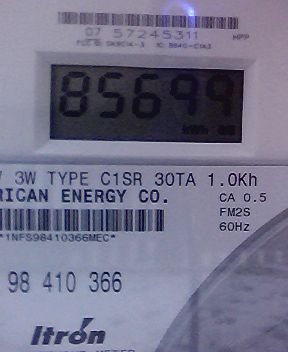 07 57245311
85699
kWh
3W TYPE C1SR 30TA 1.0Kh
RICAN ENERGY CO.
CA 0.5
FM2S
60Hz
*1NFS98410366MEC*
98 410 366
Itrón